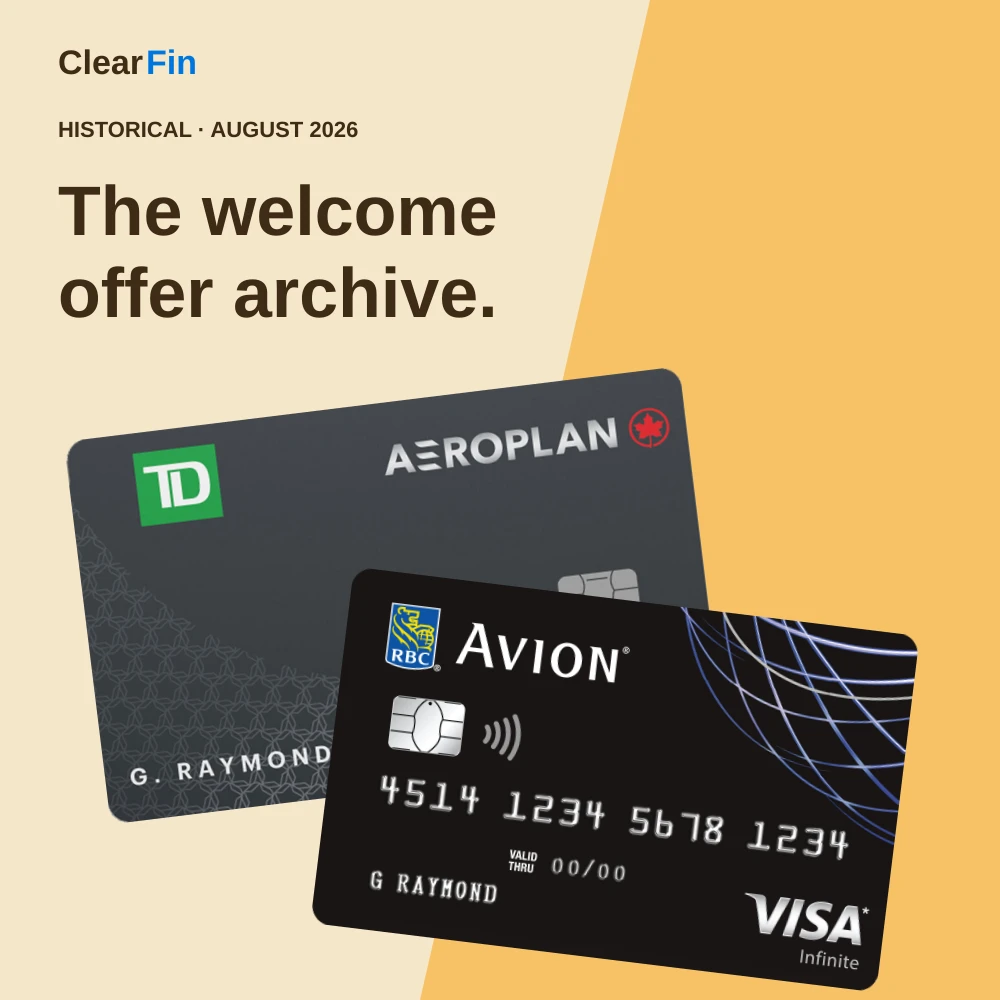 ClearFin
HISTORICAL · AUGUST 2026
The welcome
offer archive.
TD
AEROPLAN
G. RAYMOND
RBC®
AVION®
4514 1234 5678 1234
VALID
THRU 00/00
G RAYMOND
VISA*
Infinite